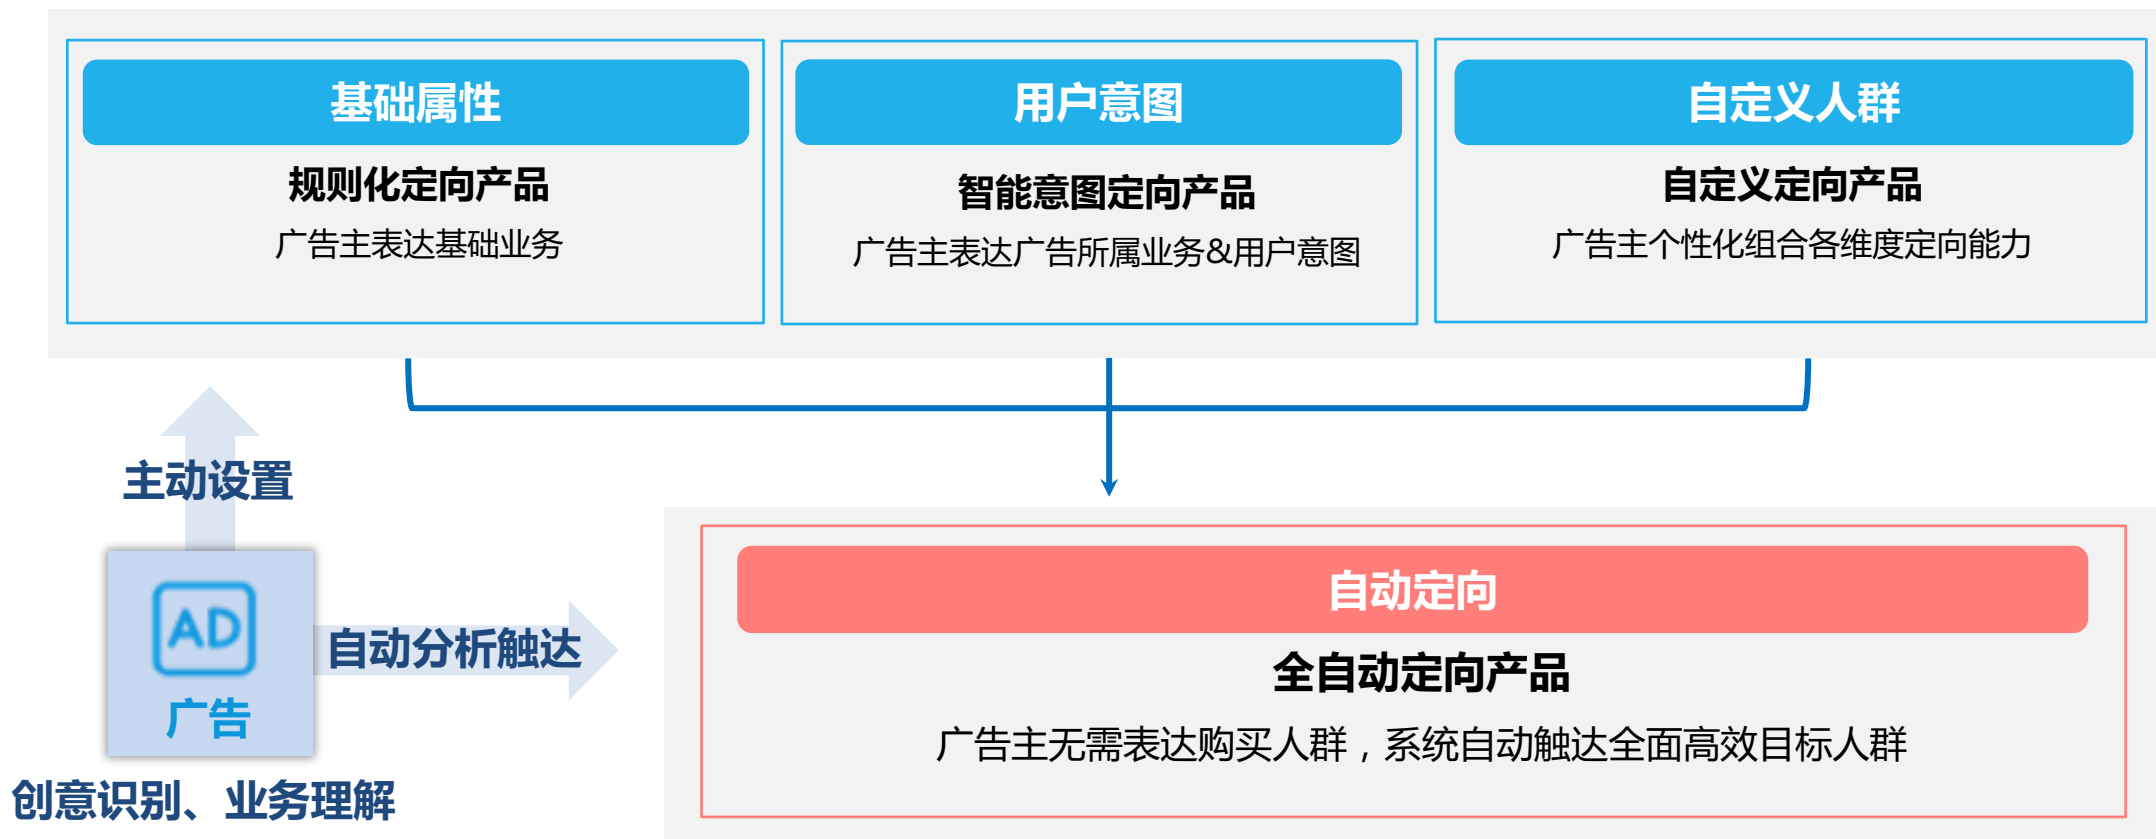 基础属性
规则化定向产品
广告主表达基础业务
用户意图
智能意图定向产品
广告主表达广告所属业务&用户意图
自定义人群
自定义定向产品
广告主个性化组合各维度定向能力
主动设置
AD
广告
自动分析触达
创意识别、业务理解
自动定向
全自动定向产品
广告主无需表达购买人群，系统自动触达全面高效目标人群